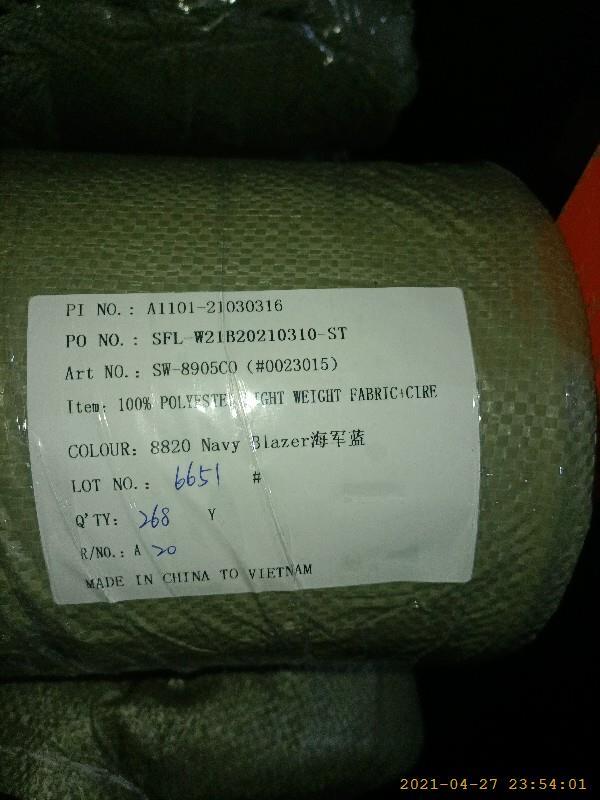 PI NO.: A1101-21030316
PO NO.: SFL-W21B20210310-ST
Art NO.: SW-8905CO (#0023015)
Item: 100% WEIGHT FABRIC+CIRE
COLOUR: 8820 Navy Blazer海军蓝
LOT NO.: 6651 #
Q'TY: 268 Y
R/NO.: A 20
MADE IN CHINA TO VIETNAM
2021-04-27 23:54:01